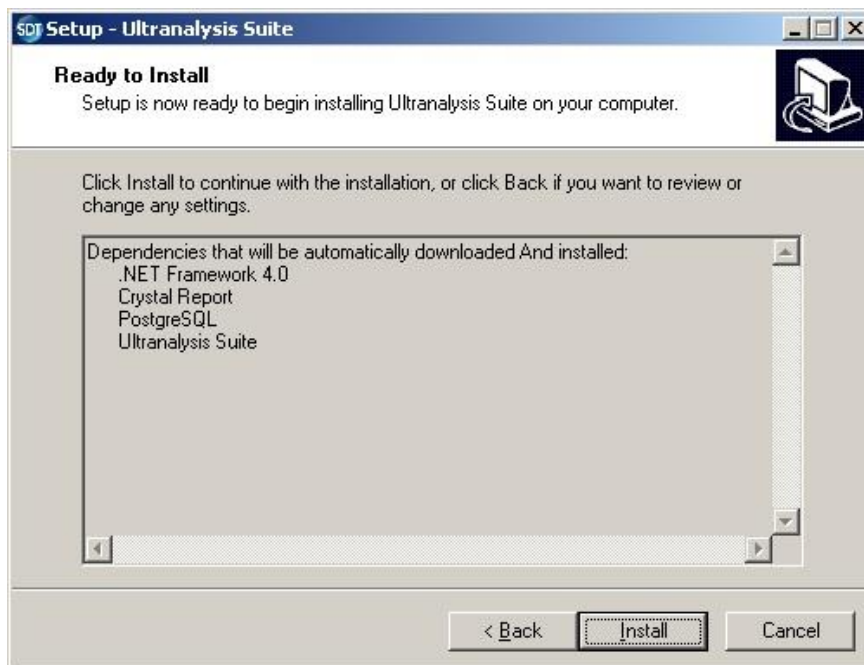 SDT Setup - Ultranalysis Suite
Ready to Install
Setup is now ready to begin installing Ultranalysis Suite on your computer.
Click Install to continue with the installation, or click Back if you want to review or
change any settings.
Dependencies that will be automatically downloaded And installed:
.NET Framework 4.0
Crystal Report
PostgreSQL
Ultranalysis Suite
< Back
Install
Cancel